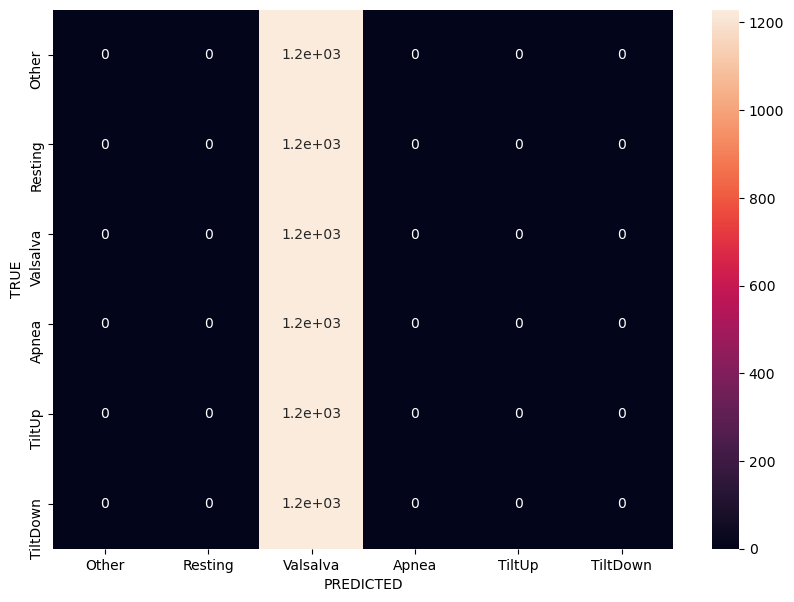 TRUE
Other 0 0 1.2e+03 0 0 0
Resting 0 0 1.2e+03 0 0 0
Valsalva 0 0 1.2e+03 0 0 0
Apnea 0 0 1.2e+03 0 0 0
TiltUp 0 0 1.2e+03 0 0 0
TiltDown 0 0 1.2e+03 0 0 0
Other Resting Valsalva Apnea TiltUp TiltDown
PREDICTED
1200
1000
800
600
400
200
0